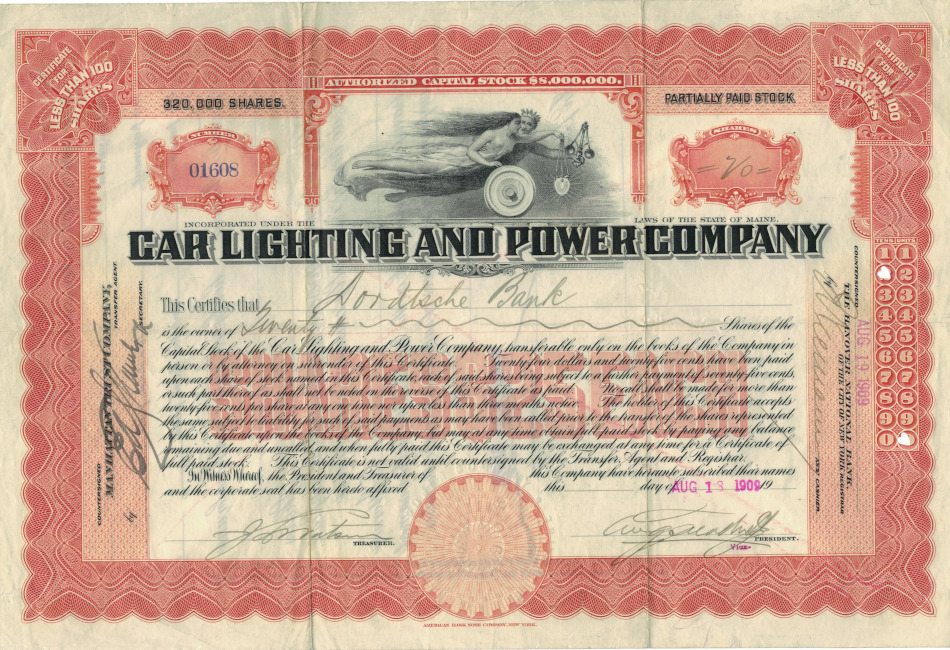 CERTIFICATE
FOR
LESS THAN 100
SHARES
AUTHORIZED CAPITAL STOCK $8,000,000.
CERTIFICATE
FOR
LESS THAN 100
SHARES
320,000 SHARES.
PARTIALLY PAID STOCK
NUMBER
01608
SHARES
=70=
INCORPORATED UNDER THE
LAWS OF THE STATE OF MAINE.
CAR LIGHTING AND POWER COMPANY
This Certifies that Dordtsche Bank
is the owner of Seventy Shares of the
Capital Stock of the Car Lighting and Power Company, transferable only on the books of the Company in
person or by attorney on surrender of this Certificate. Twenty four dollars and twenty five cents have been paid
upon each share of stock named in this Certificate, each of said shares being subject to a further payment of seventy five cents,
or such part thereof as shall not be noted on the reverse of this Certificate as paid. No call shall be made for more than
twenty five cents per share at any one time nor upon less than three months notice. The holder of this Certificate accepts
the same subject to liability for such of said payments as may have been called prior to the transfer of the shares represented
by this Certificate upon the books of the company, but may at any time obtain full paid stock by paying any balance
remaining due and uncalled, and when fully paid this Certificate may be exchanged at any time for a Certificate of
full paid stock. This Certificate is not valid until countersigned by the Transfer Agent and Registrar.
In Witness Whereof, the President and Treasurer of this Company have hereunto subscribed their names
and the corporate seal has been hereto affixed this day of AUG 18 1909 19
TREASURER.
PRESIDENT.
Vice-
COUNTERSIGNED
MANHATTAN TRUST COMPANY,
TRANSFER AGENT.
by
SECRETARY.
COUNTERSIGNED
THE HANOVER NATIONAL BANK,
OF THE CITY OF NEW YORK REGISTRAR
by
ASST CASHIER
AUG 19 1909
TENS UNITS
1 1
2
3 3
4 4
5 5
6 6
7 7
8 8
9 9
0
AMERICAN BANK NOTE COMPANY, NEW YORK.